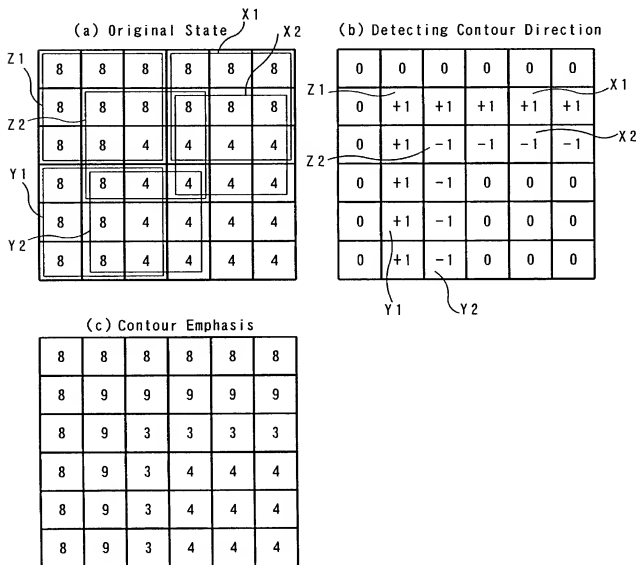 (a) Original State
X1
X2
Z1
8 8 8 8 8 8
8 8 8 8 8 8
Z2
8 8 4 4 4 4
Y1
8 8 4 4 4 4
8 8 4 4 4 4
Y2
8 8 4 4 4 4
(b) Detecting Contour Direction
0 0 0 0 0 0
Z1
X1
0 +1 +1 +1 +1 +1
X2
0 +1 -1 -1 -1 -1
Z2
0 +1 -1 0 0 0
0 +1 -1 0 0 0
0 +1 -1 0 0 0
Y1
Y2
(c) Contour Emphasis
8 8 8 8 8 8
8 9 9 9 9 9
8 9 3 3 3 3
8 9 3 4 4 4
8 9 3 4 4 4
8 9 3 4 4 4